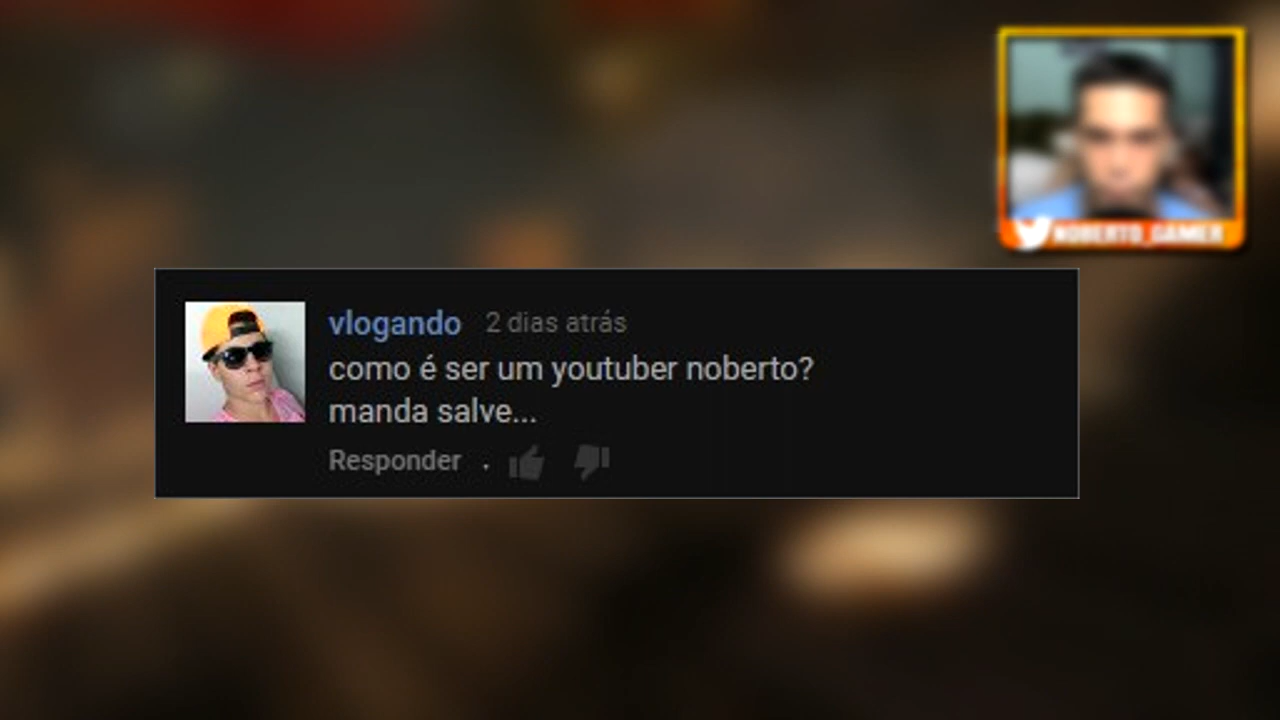 NOBERTO_GAMER
vlogando 2 dias atrás
como é ser um youtuber noberto?
manda salve...
Responder .